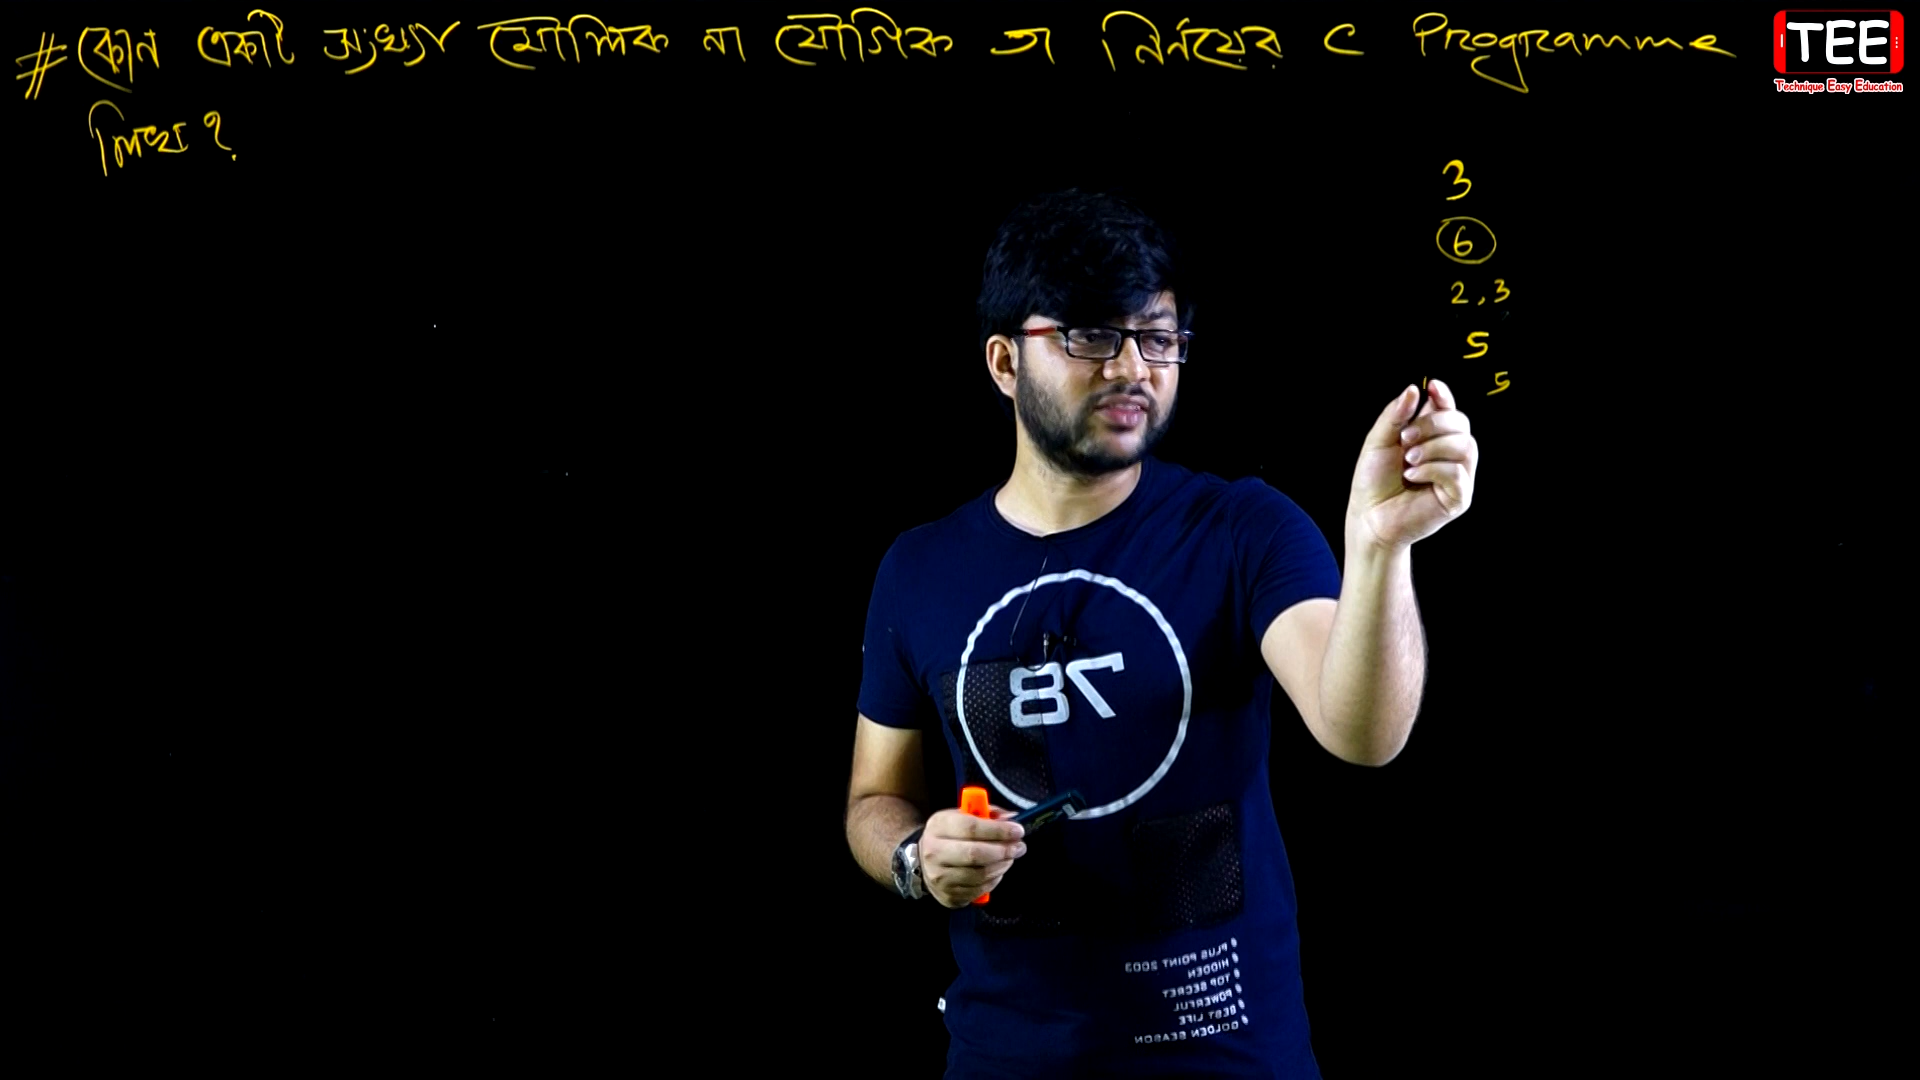 # কোন একটি সংখ্যা মৌলিক না যৌগিক তা নির্ণয়ের C Programme
লিখ?
TEE
Technique Easy Education
3
6
2, 3
5
5
78
PLUS POINT 2003
HIDDEN
TOP SECRET
POWERFUL
BEST LIFE
GOLDEN SEASON